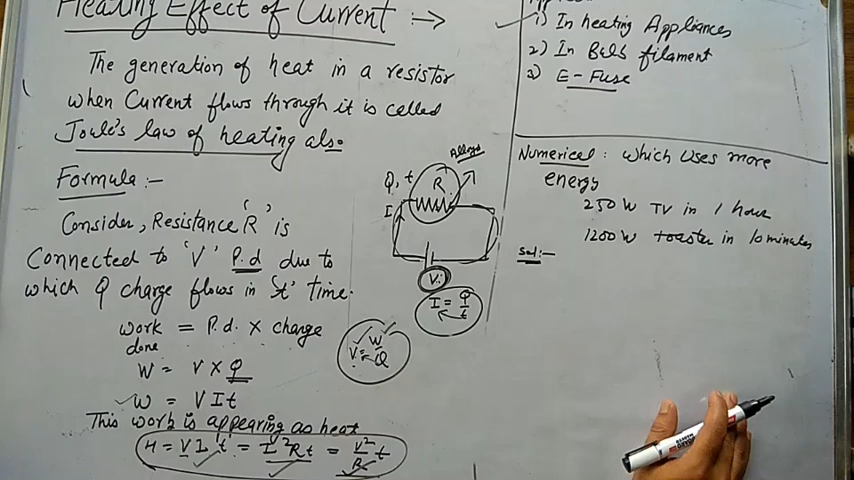 Heating Effect of Current :→
The generation of heat in a resistor
when Current flows through it is called
Joule's law of heating also.
Formula:-
Consider, Resistance 'R' is
Connected to 'V' P.d due to
which Q charge flows in 't' time.
work done = P.d. × charge
W = V × Q
W = VIt
This work is appearing as heat
H = VIt = I²Rt = V²/R t
Alloys
Q, t
R
I
V
I = Q/t
V = W/Q
1) In heating Appliances
2) In Bulb filament
3) E-Fuse
Numerical: which uses more
energy
250 W TV in 1 hour
1200 W toaster in 10 minutes
Sol:-